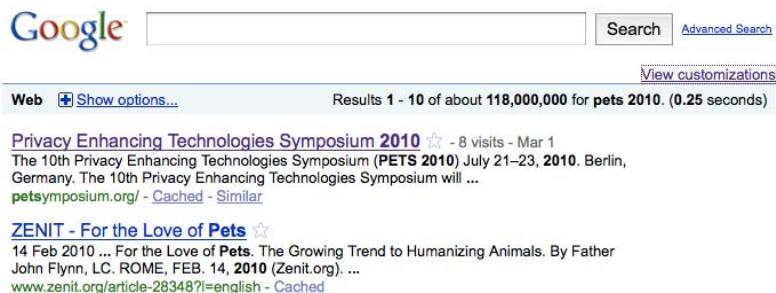 Google Search Advanced Search
View customizations
Web Show options... Results 1 - 10 of about 118,000,000 for pets 2010. (0.25 seconds)
Privacy Enhancing Technologies Symposium 2010 ☆ - 8 visits - Mar 1
The 10th Privacy Enhancing Technologies Symposium (PETS 2010) July 21–23, 2010. Berlin,
Germany. The 10th Privacy Enhancing Technologies Symposium will ...
petsymposium.org/ - Cached - Similar
ZENIT - For the Love of Pets ☆
14 Feb 2010 ... For the Love of Pets. The Growing Trend to Humanizing Animals. By Father
John Flynn, LC. ROME, FEB. 14, 2010 (Zenit.org). ...
www.zenit.org/article-28348?l=english - Cached